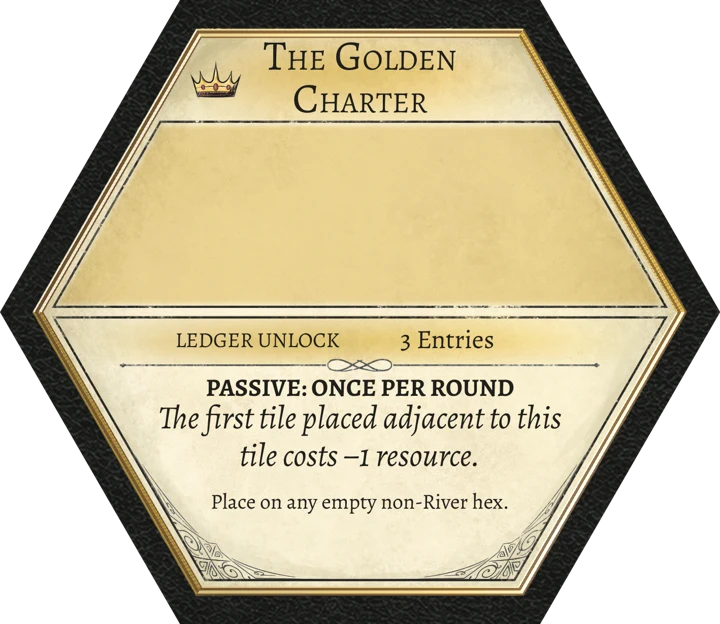 The Golden
Charter
LEDGER UNLOCK 3 Entries
PASSIVE: ONCE PER ROUND
The first tile placed adjacent to this
tile costs –1 resource.
Place on any empty non-River hex.